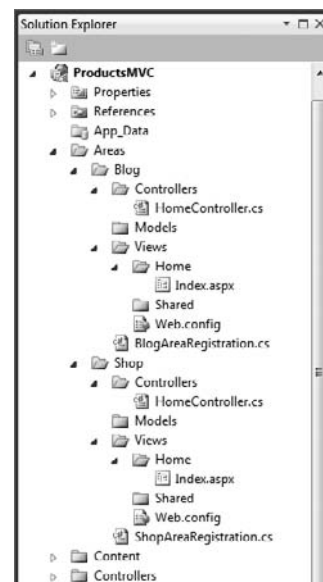 Solution Explorer
ProductsMVC
Properties
References
App_Data
Areas
Blog
Controllers
HomeController.cs
Models
Views
Home
Index.aspx
Shared
Web.config
BlogAreaRegistration.cs
Shop
Controllers
HomeController.cs
Models
Views
Home
Index.aspx
Shared
Web.config
ShopAreaRegistration.cs
Content
Controllers